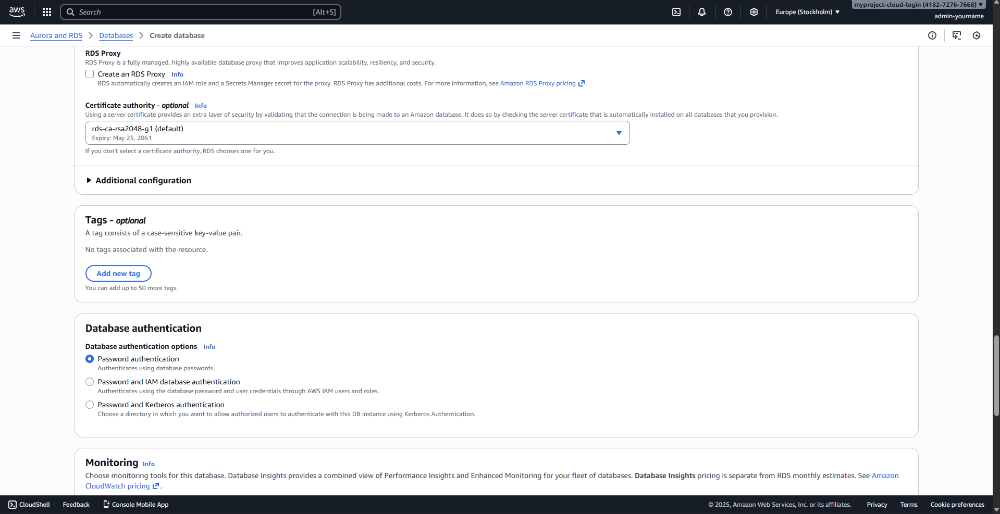 aws
Search
[Alt+S]
Europe (Stockholm)
myproject-cloud-login (4182-7276-7668)
admin-yourname
Aurora and RDS
Databases
Create database
RDS Proxy
RDS Proxy is a fully managed, highly available database proxy that improves application scalability, resiliency, and security.
Create an RDS Proxy Info
RDS automatically creates an IAM role and a Secrets Manager secret for the proxy. RDS Proxy has additional costs. For more information, see Amazon RDS Proxy pricing.
Certificate authority - optional Info
Using a server certificate provides an extra layer of security by validating that the connection is being made to an Amazon database. It does so by checking the server certificate that is automatically installed on all databases that you provision.
rds-ca-rsa2048-g1 (default)
Expiry: May 25, 2061
If you don't select a certificate authority, RDS chooses one for you.
Additional configuration
Tags - optional
A tag consists of a case-sensitive key-value pair.
No tags associated with the resource.
Add new tag
You can add up to 50 more tags.
Database authentication
Database authentication options Info
Password authentication
Authenticates using database passwords.
Password and IAM database authentication
Authenticates using the database password and user credentials through AWS IAM users and roles.
Password and Kerberos authentication
Choose a directory in which you want to allow authorized users to authenticate with this DB instance using Kerberos Authentication.
Monitoring Info
Choose monitoring tools for this database. Database Insights provides a combined view of Performance Insights and Enhanced Monitoring for your fleet of databases. Database Insights pricing is separate from RDS monthly estimates. See Amazon
CloudWatch pricing.
CloudShell
Feedback
Console Mobile App
© 2025, Amazon Web Services, Inc. or its affiliates.
Privacy
Terms
Cookie preferences